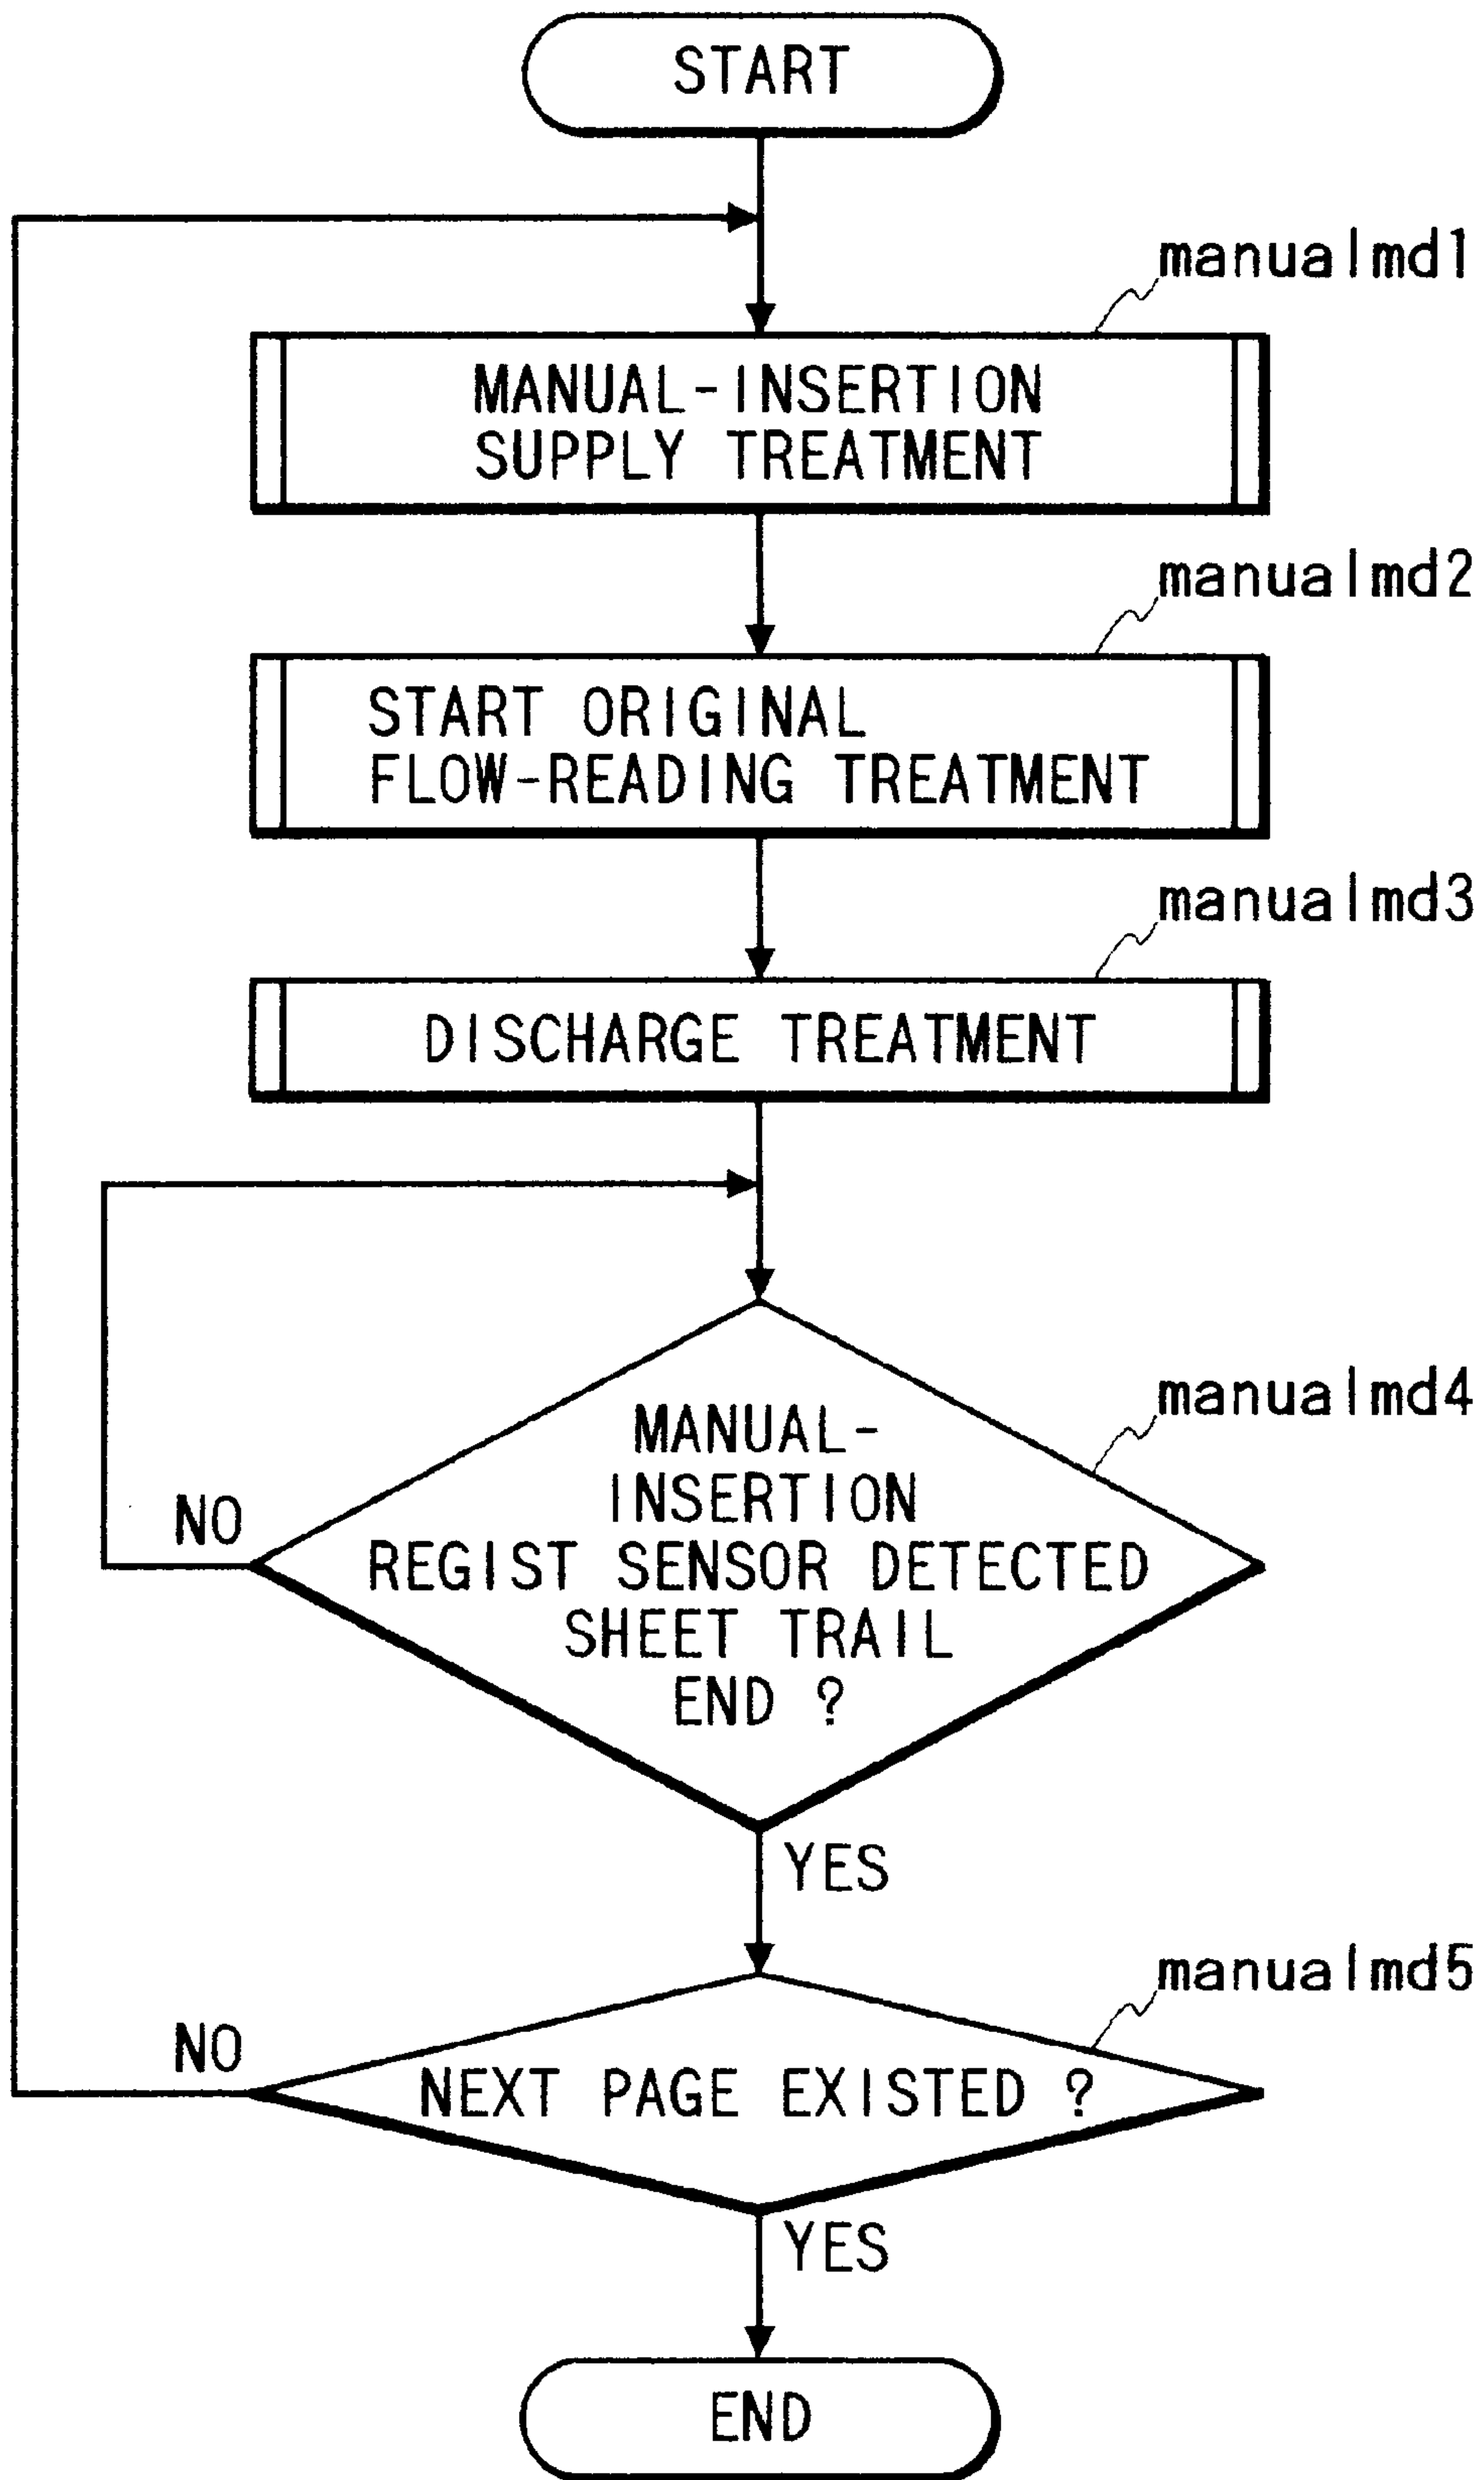 START
manualmd1
MANUAL-INSERTION
SUPPLY TREATMENT
manualmd2
START ORIGINAL
FLOW-READING TREATMENT
manualmd3
DISCHARGE TREATMENT
manualmd4
MANUAL-
INSERTION
REGIST SENSOR DETECTED
SHEET TRAIL
END ?
NO
YES
manualmd5
NEXT PAGE EXISTED ?
NO
YES
END